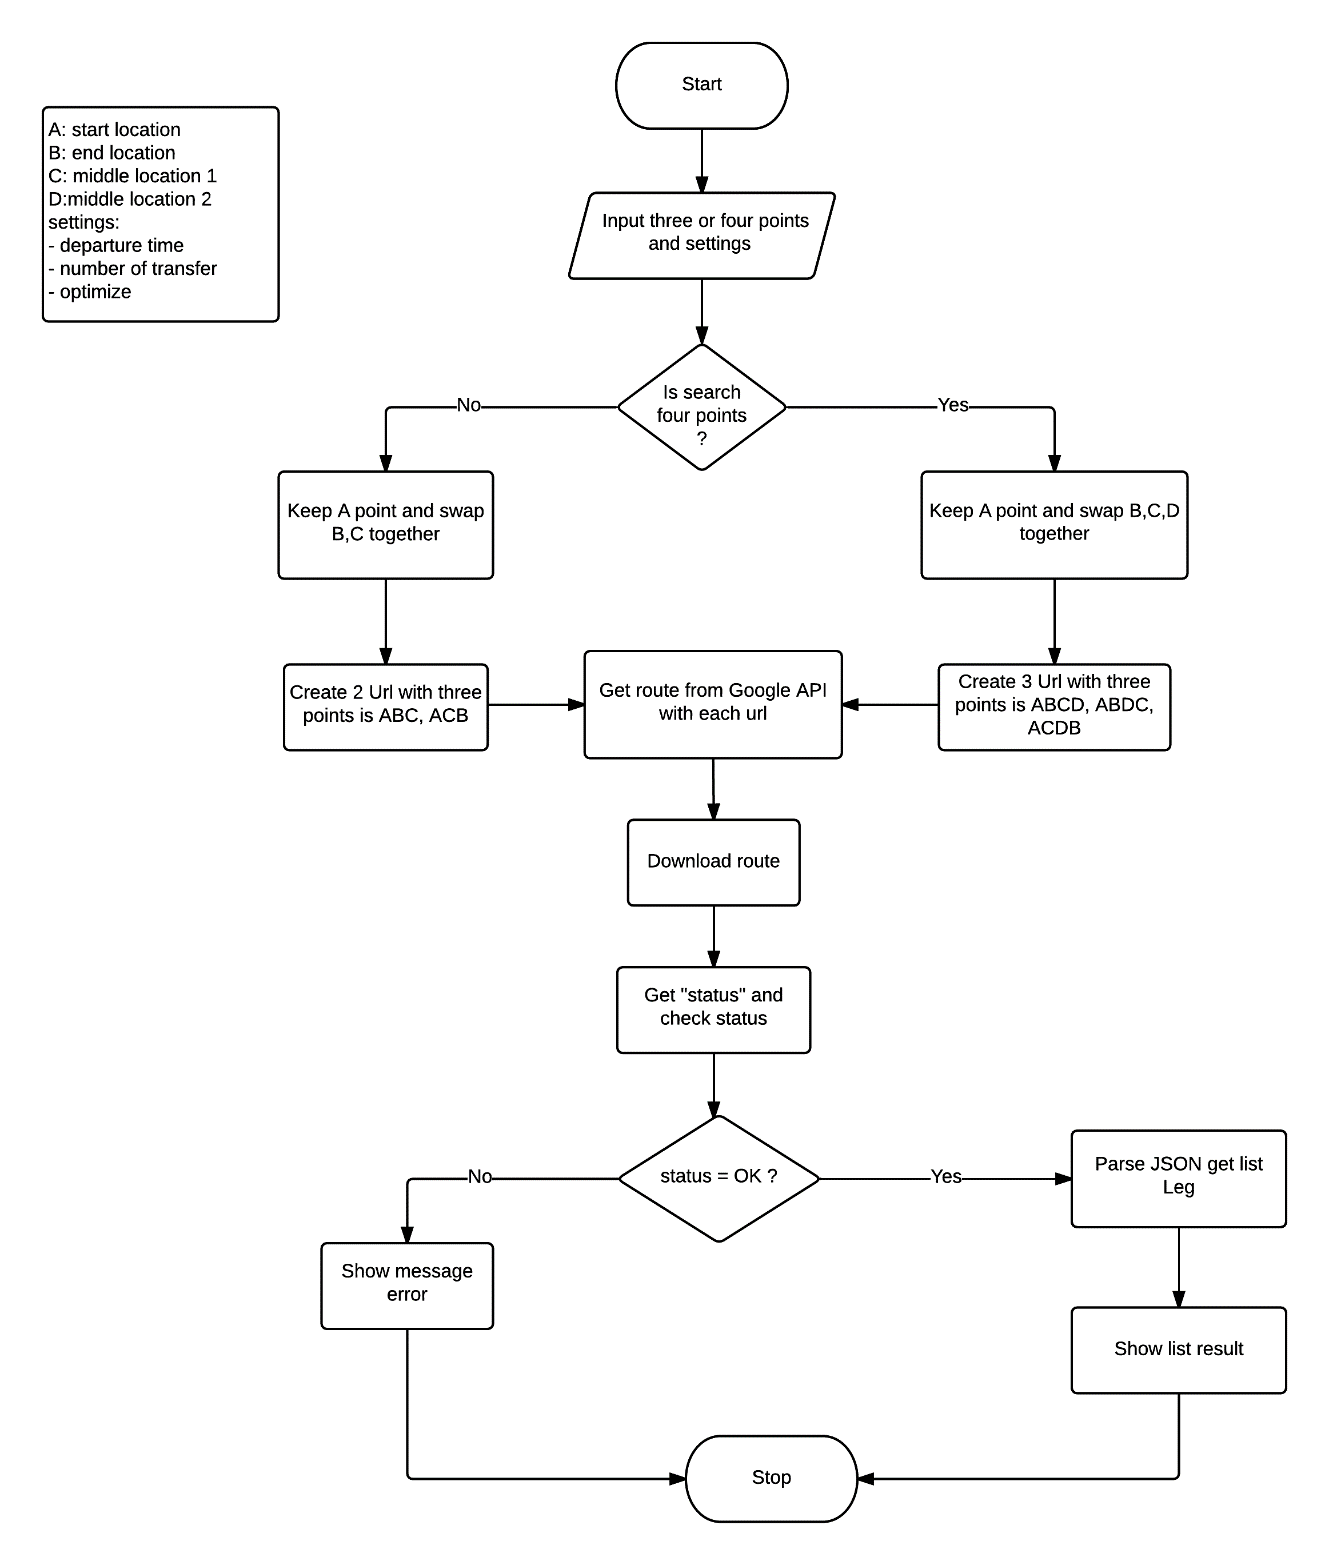 Start
A: start location
B: end location
C: middle location 1
D:middle location 2
settings:
- departure time
- number of transfer
- optimize
Input three or four points
and settings
Is search
four points
?
No
Yes
Keep A point and swap
B,C together
Keep A point and swap B,C,D
together
Create 2 Url with three
points is ABC, ACB
Get route from Google API
with each url
Create 3 Url with three
points is ABCD, ABDC,
ACDB
Download route
Get "status" and
check status
status = OK ?
No
Yes
Parse JSON get list
Leg
Show message
error
Show list result
Stop